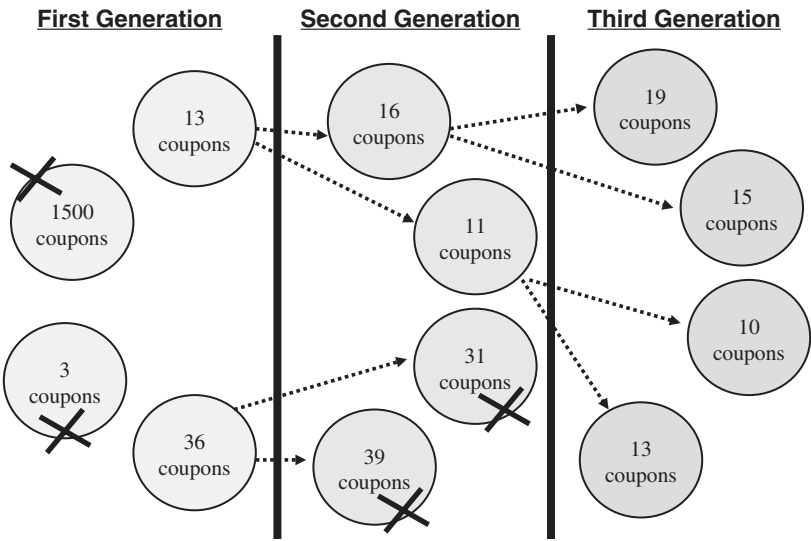 First Generation
Second Generation
Third Generation
13
coupons
1500
coupons
3
coupons
36
coupons
16
coupons
11
coupons
31
coupons
39
coupons
19
coupons
15
coupons
10
coupons
13
coupons